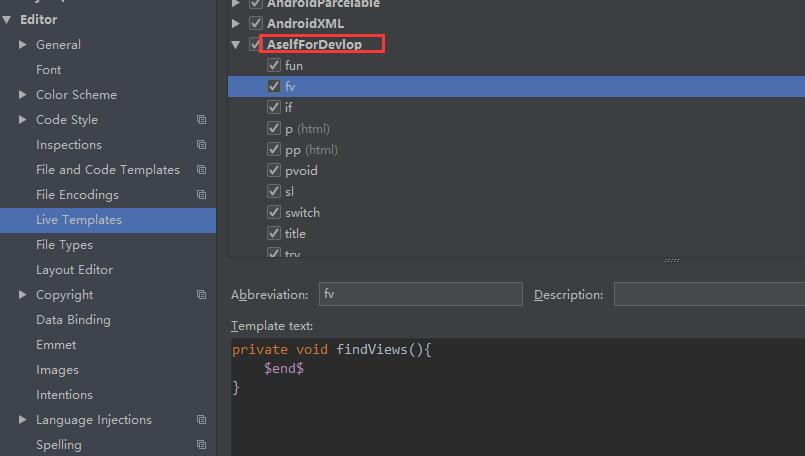 Editor
General
Font
Color Scheme
Code Style
Inspections
File and Code Templates
File Encodings
Live Templates
File Types
Layout Editor
Copyright
Data Binding
Emmet
Images
Intentions
Language Injections
Spelling
AndroidParcelable
AndroidXML
AselfForDevlop
fun
fv
if
p (html)
pp (html)
pvoid
sl
switch
title
try
Abbreviation: fv Description:
Template text:
private void findViews(){
$end$
}